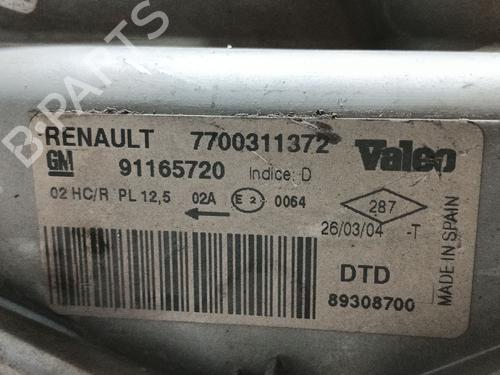 B PARTS
RENAULT 7700311372 Valeo
GM 91165720 Indice: D
02 HC/R PL 12,5 02A E 2 0064 287
26/03/04 -T
DTD
89308700
MADE IN SPAIN